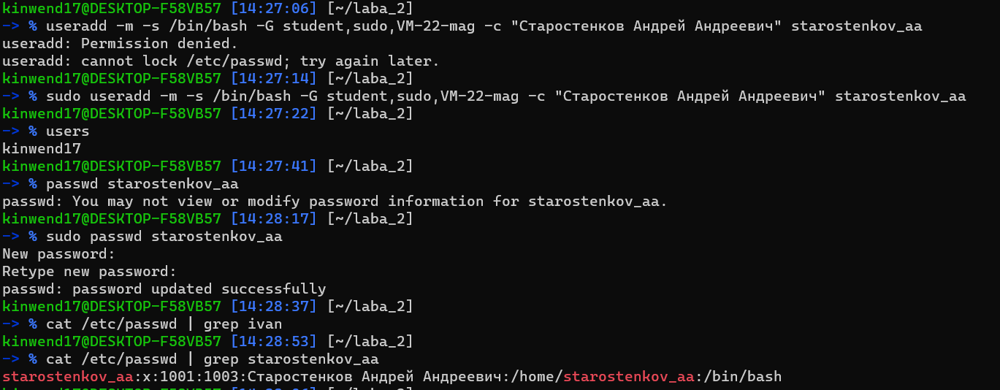 kinwend17@DESKTOP-F58VB57 [14:27:06] [~/laba_2]
-> % useradd -m -s /bin/bash -G student,sudo,VM-22-mag -c "Старостенков Андрей Андреевич" starostenkov_aa
useradd: Permission denied.
useradd: cannot lock /etc/passwd; try again later.
kinwend17@DESKTOP-F58VB57 [14:27:14] [~/laba_2]
-> % sudo useradd -m -s /bin/bash -G student,sudo,VM-22-mag -c "Старостенков Андрей Андреевич" starostenkov_aa
kinwend17@DESKTOP-F58VB57 [14:27:22] [~/laba_2]
-> % users
kinwend17
kinwend17@DESKTOP-F58VB57 [14:27:41] [~/laba_2]
-> % passwd starostenkov_aa
passwd: You may not view or modify password information for starostenkov_aa.
kinwend17@DESKTOP-F58VB57 [14:28:17] [~/laba_2]
-> % sudo passwd starostenkov_aa
New password:
Retype new password:
passwd: password updated successfully
kinwend17@DESKTOP-F58VB57 [14:28:37] [~/laba_2]
-> % cat /etc/passwd | grep ivan
kinwend17@DESKTOP-F58VB57 [14:28:53] [~/laba_2]
-> % cat /etc/passwd | grep starostenkov_aa
starostenkov_aa:x:1001:1003:Старостенков Андрей Андреевич:/home/starostenkov_aa:/bin/bash